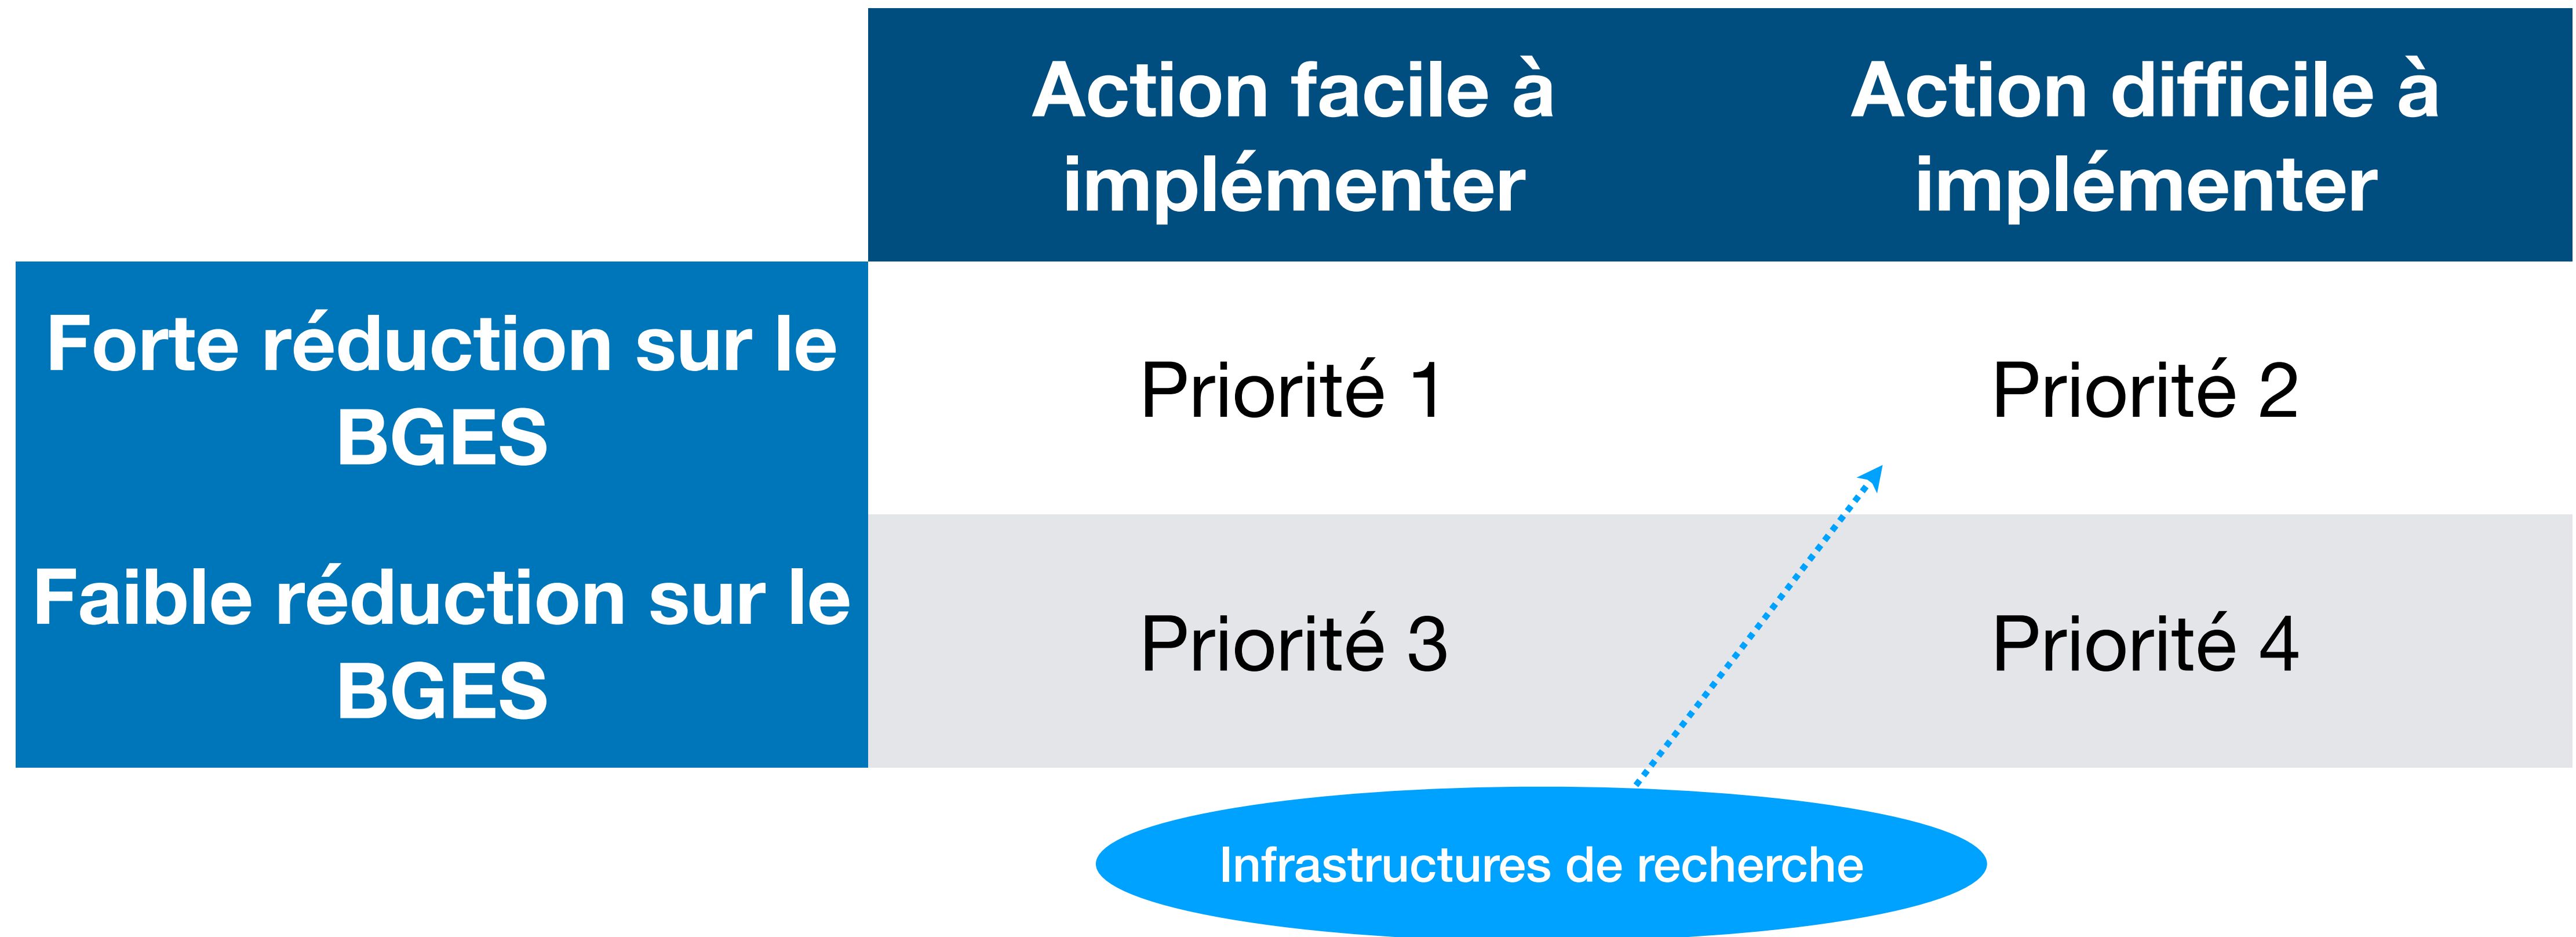 Action facile à
implémenter
Action difficile à
implémenter
Forte réduction sur le
BGES
Priorité 1
Priorité 2
Faible réduction sur le
BGES
Priorité 3
Priorité 4
Infrastructures de recherche